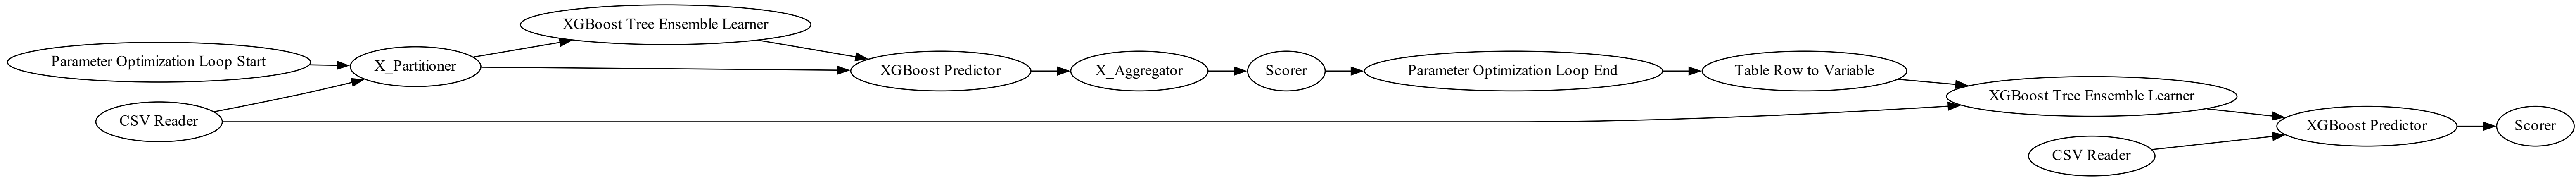 XGBoost Tree Ensemble Learner
Parameter Optimization Loop Start
X_Partitioner
XGBoost Predictor
X_Aggregator
Scorer
Parameter Optimization Loop End
Table Row to Variable
CSV Reader
XGBoost Tree Ensemble Learner
XGBoost Predictor
Scorer
CSV Reader